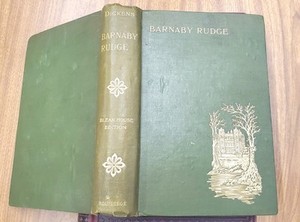 DICKENS
BARNABY
RUDGE
BLEAK HOUSE
EDITION
BARNABY RUDGE